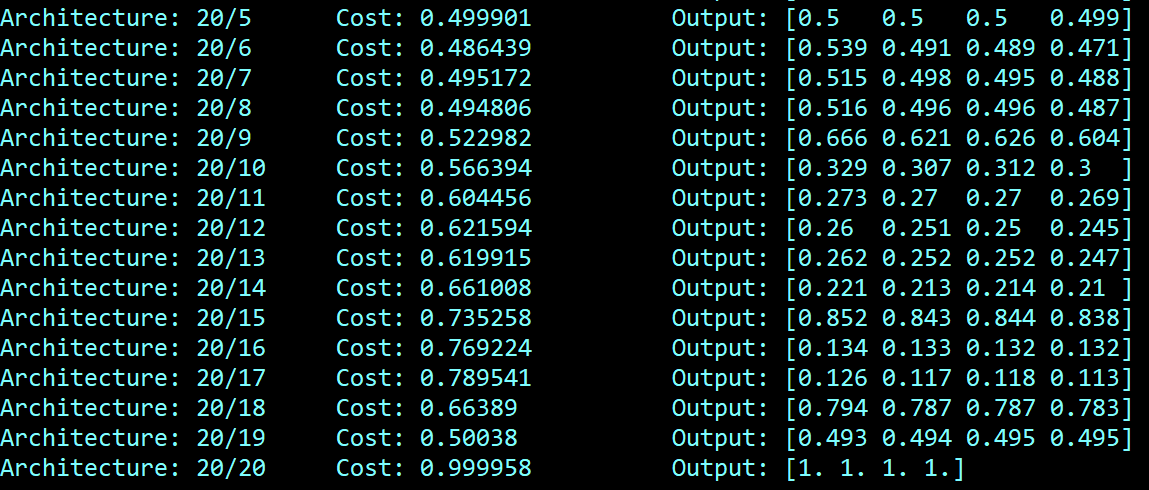 Architecture: 20/5 Cost: 0.499901 Output: [0.5 0.5 0.5 0.499]
Architecture: 20/6 Cost: 0.486439 Output: [0.539 0.491 0.489 0.471]
Architecture: 20/7 Cost: 0.495172 Output: [0.515 0.498 0.495 0.488]
Architecture: 20/8 Cost: 0.494806 Output: [0.516 0.496 0.496 0.487]
Architecture: 20/9 Cost: 0.522982 Output: [0.666 0.621 0.626 0.604]
Architecture: 20/10 Cost: 0.566394 Output: [0.329 0.307 0.312 0.3 ]
Architecture: 20/11 Cost: 0.604456 Output: [0.273 0.27 0.27 0.269]
Architecture: 20/12 Cost: 0.621594 Output: [0.26 0.251 0.25 0.245]
Architecture: 20/13 Cost: 0.619915 Output: [0.262 0.252 0.252 0.247]
Architecture: 20/14 Cost: 0.661008 Output: [0.221 0.213 0.214 0.21 ]
Architecture: 20/15 Cost: 0.735258 Output: [0.852 0.843 0.844 0.838]
Architecture: 20/16 Cost: 0.769224 Output: [0.134 0.133 0.132 0.132]
Architecture: 20/17 Cost: 0.789541 Output: [0.126 0.117 0.118 0.113]
Architecture: 20/18 Cost: 0.66389 Output: [0.794 0.787 0.787 0.783]
Architecture: 20/19 Cost: 0.50038 Output: [0.493 0.494 0.495 0.495]
Architecture: 20/20 Cost: 0.999958 Output: [1. 1. 1. 1.]